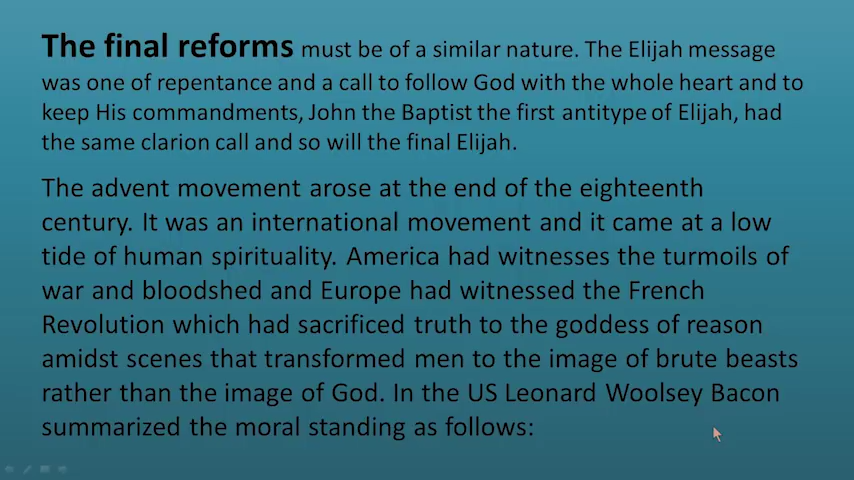 The final reforms must be of a similar nature. The Elijah message
was one of repentance and a call to follow God with the whole heart and to
keep His commandments, John the Baptist the first antitype of Elijah, had
the same clarion call and so will the final Elijah.
The advent movement arose at the end of the eighteenth
century. It was an international movement and it came at a low
tide of human spirituality. America had witnesses the turmoils of
war and bloodshed and Europe had witnessed the French
Revolution which had sacrificed truth to the goddess of reason
amidst scenes that transformed men to the image of brute beasts
rather than the image of God. In the US Leonard Woolsey Bacon
summarized the moral standing as follows: